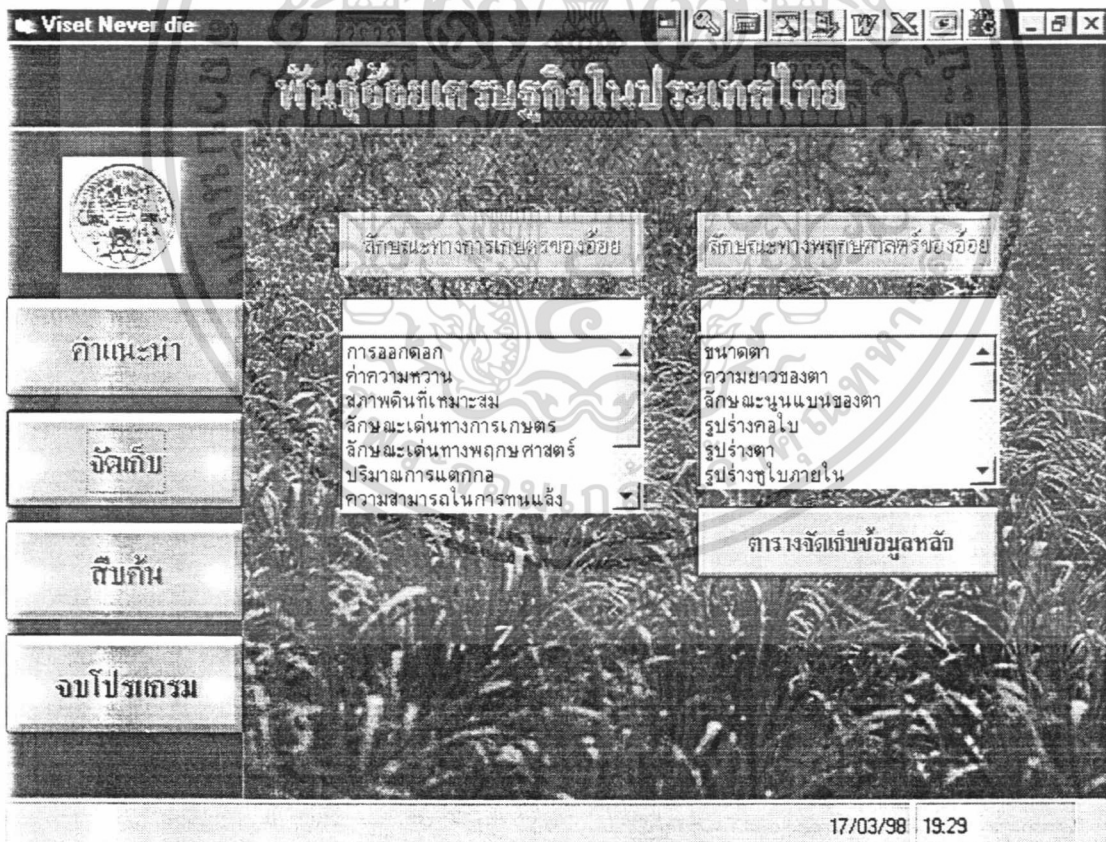 Viset Never die
พันธุ์อ้อยเศรษฐกิจในประเทศไทย
ลักษณะทางการเกษตรของอ้อย
ลักษณะทางพฤกษศาสตร์ของอ้อย
คำแนะนำ
จัดเก็บ
สืบค้น
จบโปรแกรม
การออกดอก
ค่าความหวาน
สภาพดินที่เหมาะสม
ลักษณะเด่นทางการเกษตร
ลักษณะเด่นทางพฤกษศาสตร์
ปริมาณการแตกกอ
ความสามารถในการทนแล้ง
ขนาดตา
ความยาวของตา
ลักษณะนูนแบนของตา
รูปร่างคอใบ
รูปร่างตา
รูปร่างหูใบภายใน
ตารางจัดเก็บข้อมูลหลัก
17/03/98 19:29